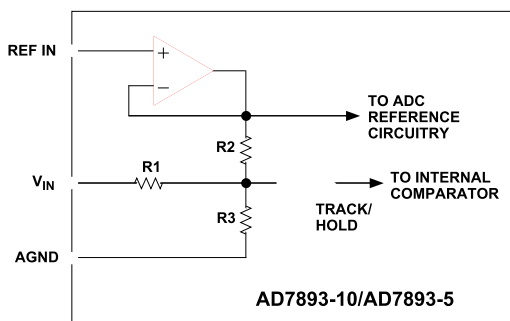 REF IN
+
−
TO ADC
REFERENCE
CIRCUITRY
R2
R1
VIN
TO INTERNAL
COMPARATOR
TRACK/
HOLD
R3
AGND
AD7893-10/AD7893-5